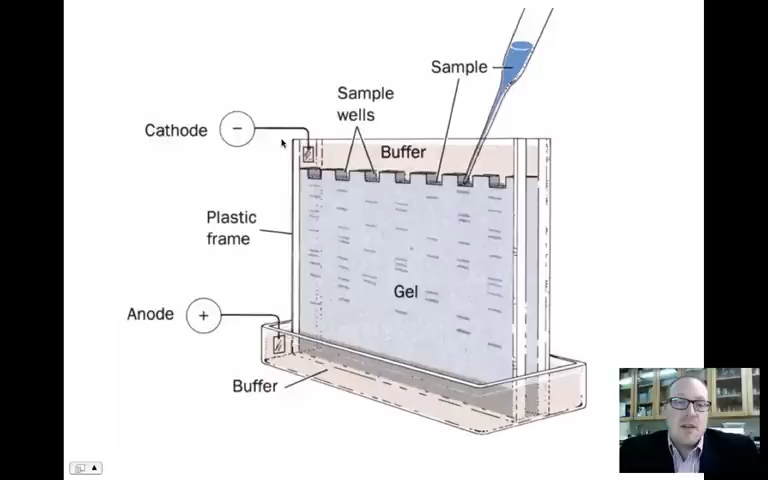 Sample
Sample
wells
Cathode
−
Buffer
Plastic
frame
Gel
Anode
+
Buffer